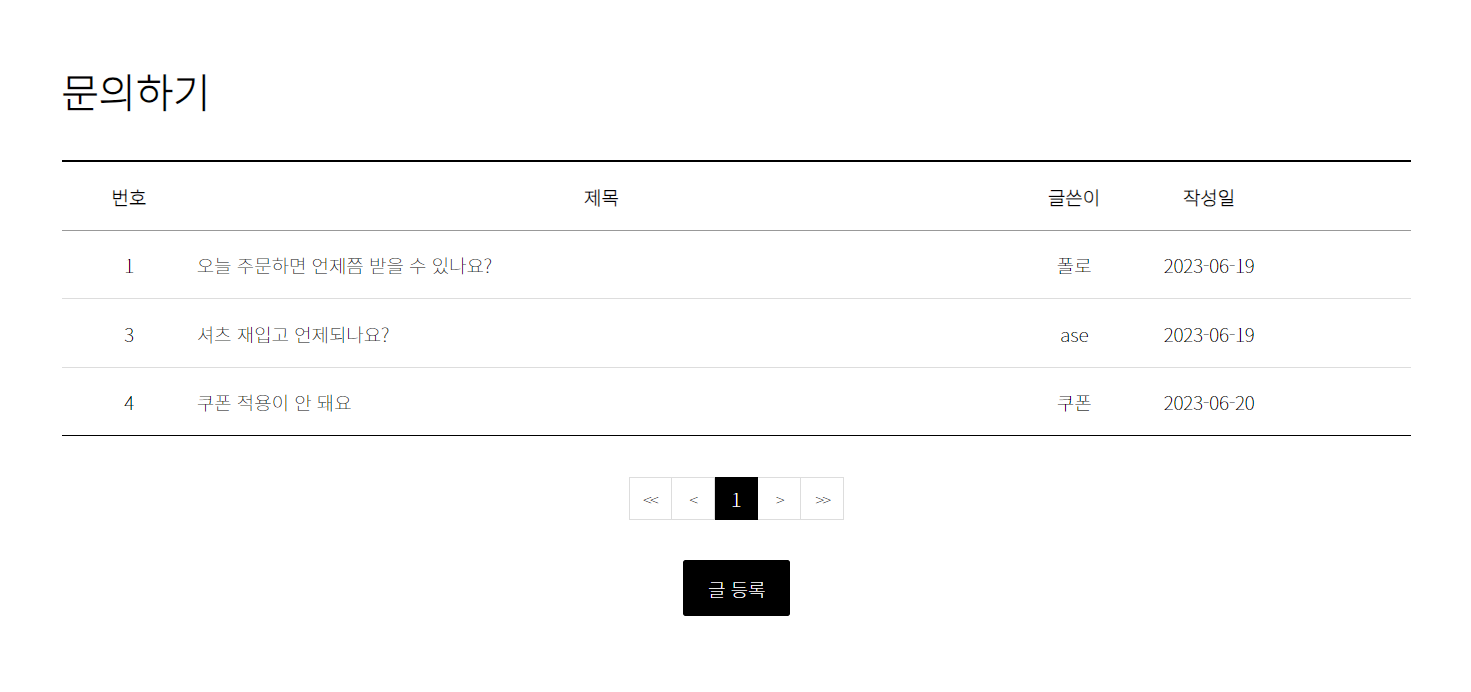 문의하기
번호 제목 글쓴이 작성일
1 오늘 주문하면 언제쯤 받을 수 있나요? 폴로 2023-06-19
3 셔츠 재입고 언제되나요? ase 2023-06-19
4 쿠폰 적용이 안 돼요 쿠폰 2023-06-20
<< < 1 > >>
글 등록